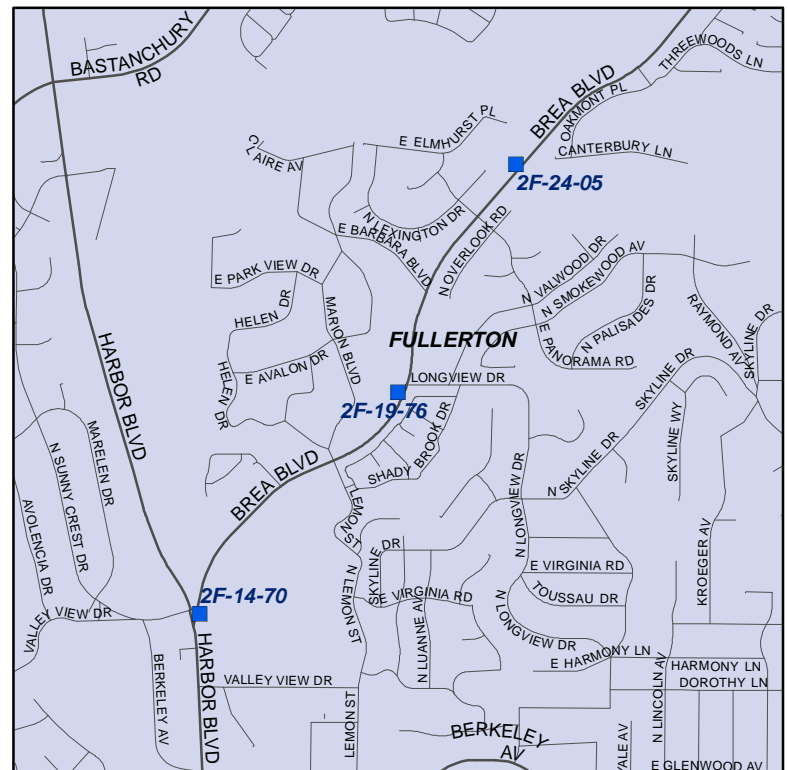 BASTANCHURY
RD
THREEWOODS LN
BREA BLVD
OAKMONT PL
E ELMHURST PL
CANTERBURY LN
CLAIRE AV
2F-24-05
N LEXINGTON DR
E BARBARA BLVD
N OVERLOOK RD
N VALWOOD DR
N SMOKEWOOD AV
E PARK VIEW DR
N PALISADES DR
RAYMOND AV
SKYLINE DR
HELEN DR
MARION BLVD
E PANORAMA RD
FULLERTON
HARBOR BLVD
E AVALON DR
HELEN DR
LONGVIEW DR
SKYLINE DR
2F-19-76
SHADY BROOK DR
MARELEN DR
N SUNNY CREST DR
BREA BLVD
SKYLINE WY
N SKYLINE DR
N LONGVIEW DR
AVOLENCIA DR
LEMON ST
SKYLINE DR
N LEMON ST
E VIRGINIA RD
KROEGER AV
2F-14-70
E VIRGINIA RD
TOUSSAU DR
VALLEY VIEW DR
N LUANNE AV
N LONGVIEW DR
HARBOR BLVD
BERKELEY AV
E HARMONY LN
HARMONY LN
VALLEY VIEW DR
DOROTHY LN
N LINCOLN AV
LEMON ST
BERKELEY
AV
YALE AV
E GLENWOOD AV